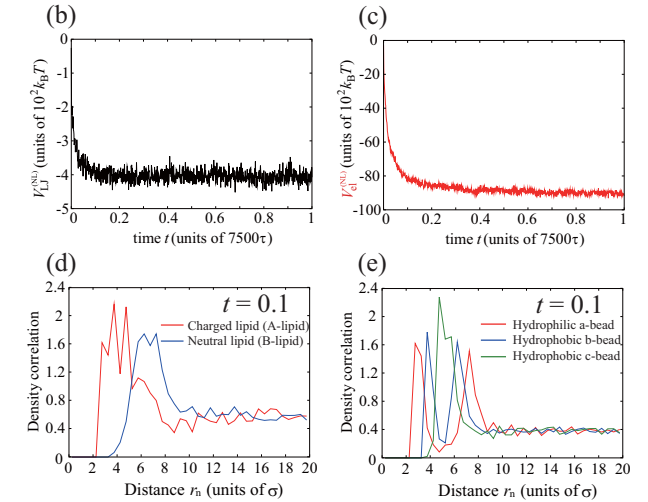 (b)
V_LJ^(NL) (units of 10²k_BT)
0
-1
-2
-3
-4
-5
0 0.2 0.4 0.6 0.8 1
time t (units of 7500τ)
(c)
V_el^(NL) (units of 10²k_BT)
0
-20
-40
-60
-80
-100
0 0.2 0.4 0.6 0.8 1
time t (units of 7500τ)
(d)
t = 0.1
Charged lipid (A-lipid)
Neutral lipid (B-lipid)
Density correlation
2.4
2.0
1.6
1.2
0.8
0.4
0
0 2 4 6 8 10 12 14 16 18 20
Distance r_n (units of σ)
(e)
t = 0.1
Hydrophilic a-bead
Hydrophobic b-bead
Hydrophobic c-bead
Density correlation
2.4
2.0
1.6
1.2
0.8
0.4
0
0 2 4 6 8 10 12 14 16 18 20
Distance r_n (units of σ)